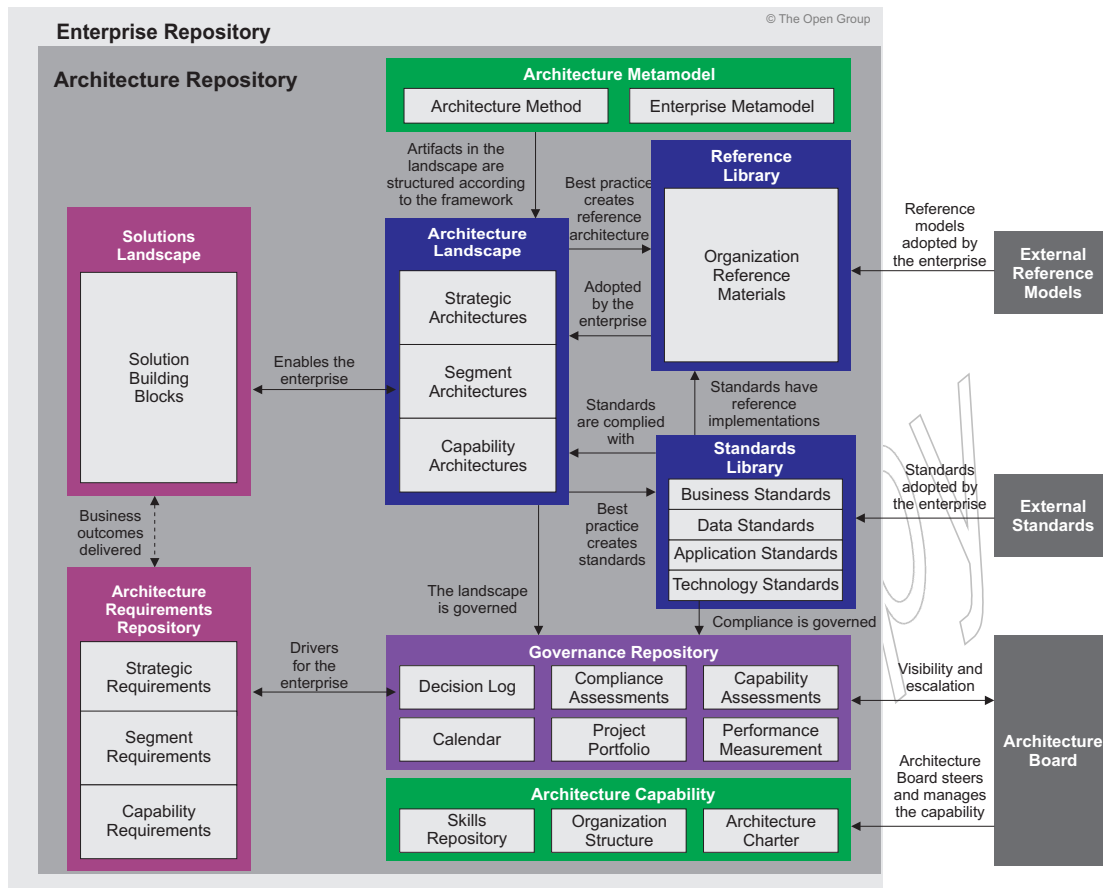 © The Open Group
Enterprise Repository
Architecture Repository
Architecture Metamodel
Architecture Method
Enterprise Metamodel
Artifacts in the
landscape are
structured according
to the framework
Best practice
creates
reference
architecture
Reference
Library
Organization
Reference
Materials
Reference
models
adopted by
the enterprise
External
Reference
Models
Solutions
Landscape
Solution
Building
Blocks
Enables the
enterprise
Architecture
Landscape
Strategic
Architectures
Segment
Architectures
Capability
Architectures
Adopted
by the
enterprise
Standards have
reference
implementations
Standards
are complied
with
Standards
Library
Business Standards
Data Standards
Application Standards
Technology Standards
Standards
adopted by
the enterprise
External
Standards
Best
practice
creates
standards
Business
outcomes
delivered
The landscape
is governed
Compliance is governed
Architecture
Requirements
Repository
Strategic
Requirements
Segment
Requirements
Capability
Requirements
Drivers
for the
enterprise
Governance Repository
Decision Log
Compliance
Assessments
Capability
Assessments
Calendar
Project
Portfolio
Performance
Measurement
Visibility and
escalation
Architecture
Board
Architecture
Board steers
and manages
the capability
Architecture Capability
Skills
Repository
Organization
Structure
Architecture
Charter